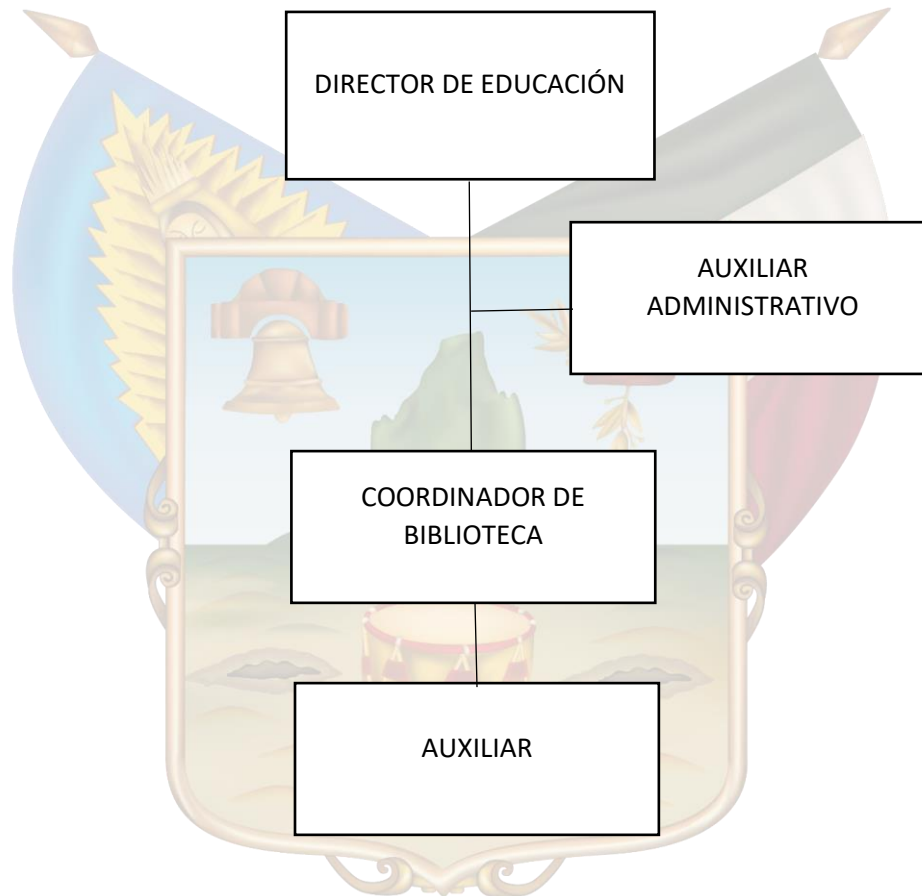 DIRECTOR DE EDUCACIÓN
AUXILIAR
ADMINISTRATIVO
COORDINADOR DE
BIBLIOTECA
AUXILIAR